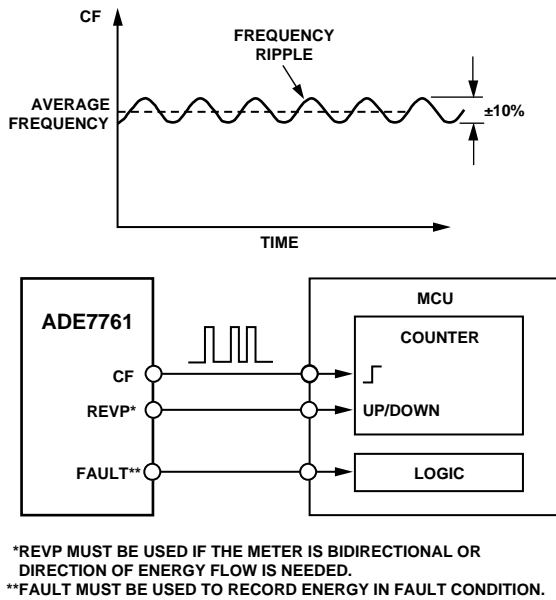 CF
FREQUENCY
RIPPLE
AVERAGE
FREQUENCY
±10%
TIME
ADE7761
MCU
COUNTER
CF
REVP*
UP/DOWN
FAULT**
LOGIC
*REVP MUST BE USED IF THE METER IS BIDIRECTIONAL OR
DIRECTION OF ENERGY FLOW IS NEEDED.
**FAULT MUST BE USED TO RECORD ENERGY IN FAULT CONDITION.